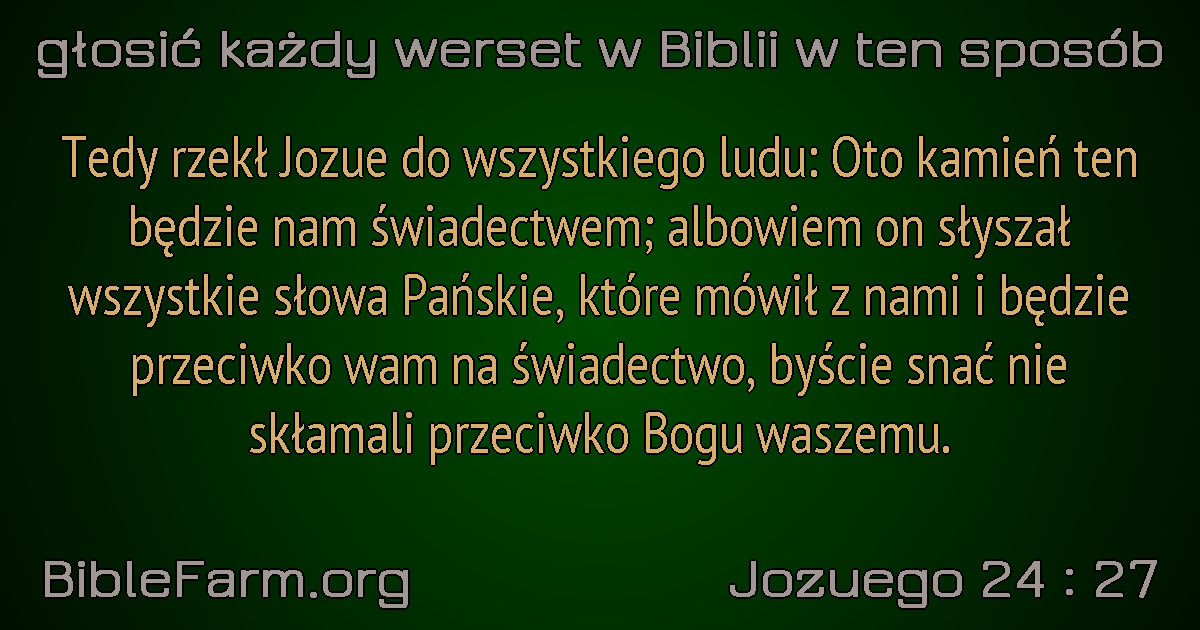 głosić każdy werset w Biblii w ten sposób
Tedy rzekł Jozue do wszystkiego ludu: Oto kamień ten
będzie nam świadectwem; albowiem on słyszał
wszystkie słowa Pańskie, które mówił z nami i będzie
przeciwko wam na świadectwo, byście snać nie
skłamali przeciwko Bogu waszemu.
BibleFarm.org
Jozuego 24 : 27